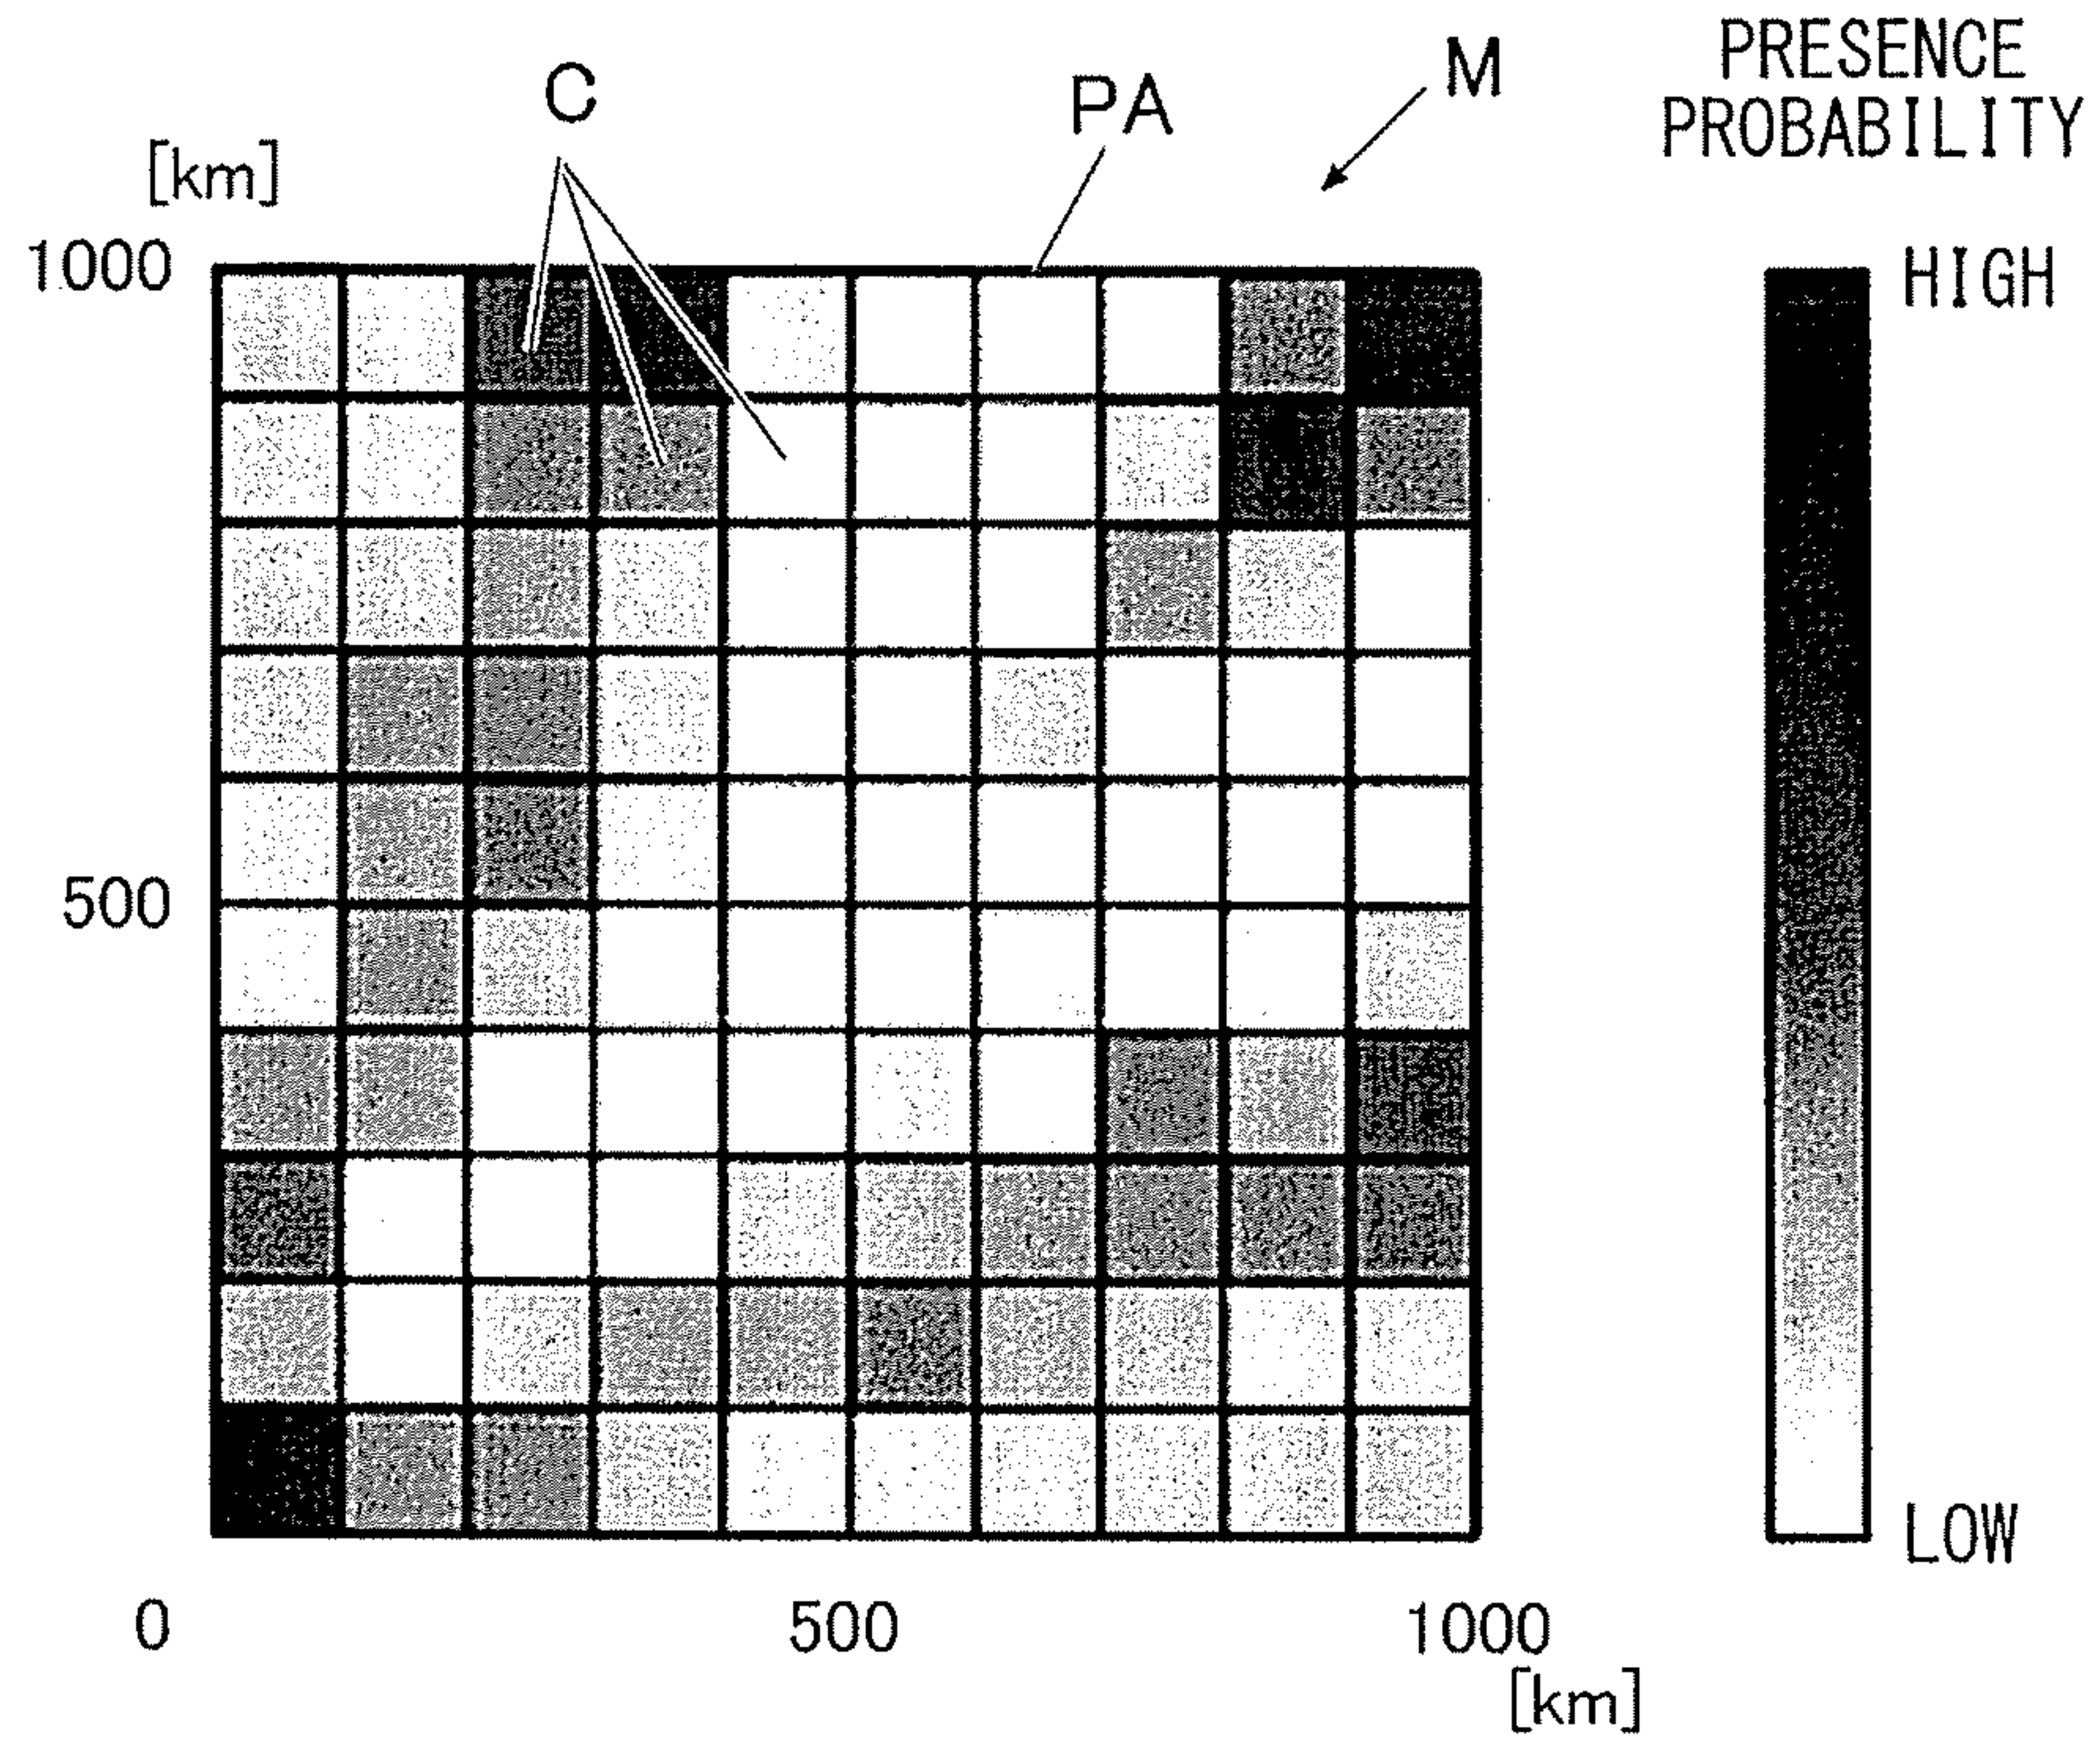 C
PA
M
PRESENCE
PROBABILITY
[km]
1000
500
0
500
1000
[km]
HIGH
LOW